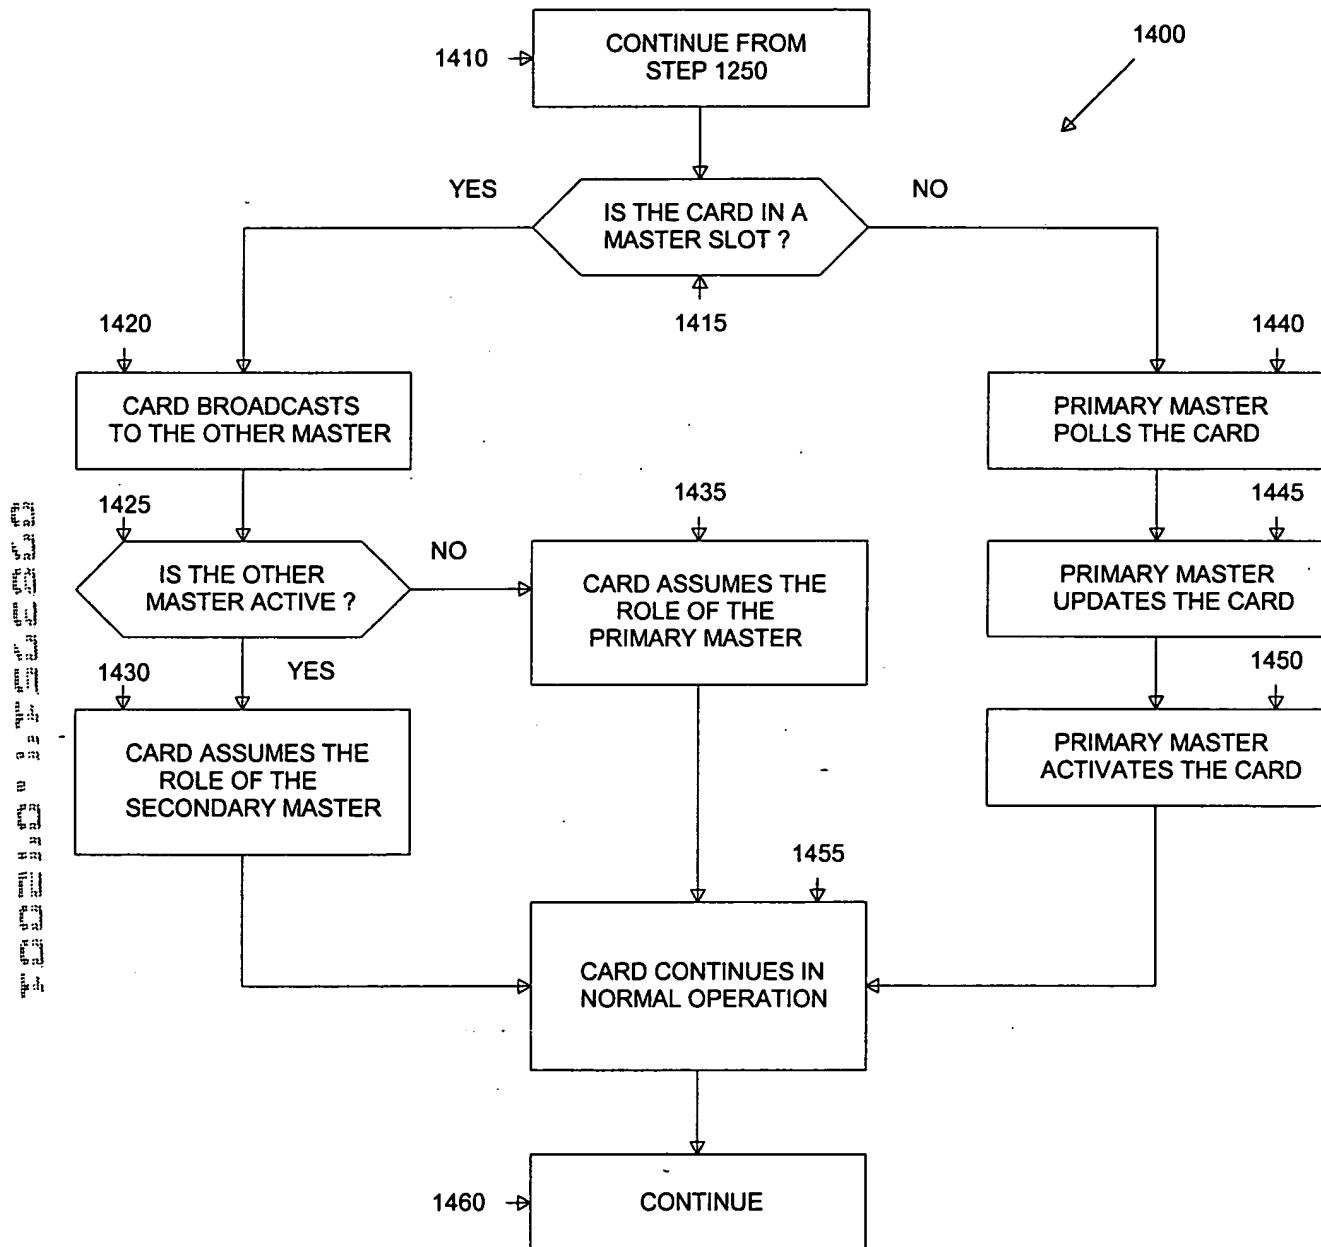 1400
1410
CONTINUE FROM
STEP 1250
YES
NO
IS THE CARD IN A
MASTER SLOT ?
1415
1420
CARD BROADCASTS
TO THE OTHER MASTER
1440
PRIMARY MASTER
POLLS THE CARD
1425
IS THE OTHER
MASTER ACTIVE ?
NO
YES
1435
CARD ASSUMES THE
ROLE OF THE
PRIMARY MASTER
1445
PRIMARY MASTER
UPDATES THE CARD
1430
CARD ASSUMES THE
ROLE OF THE
SECONDARY MASTER
1450
PRIMARY MASTER
ACTIVATES THE CARD
1455
CARD CONTINUES IN
NORMAL OPERATION
1460
CONTINUE